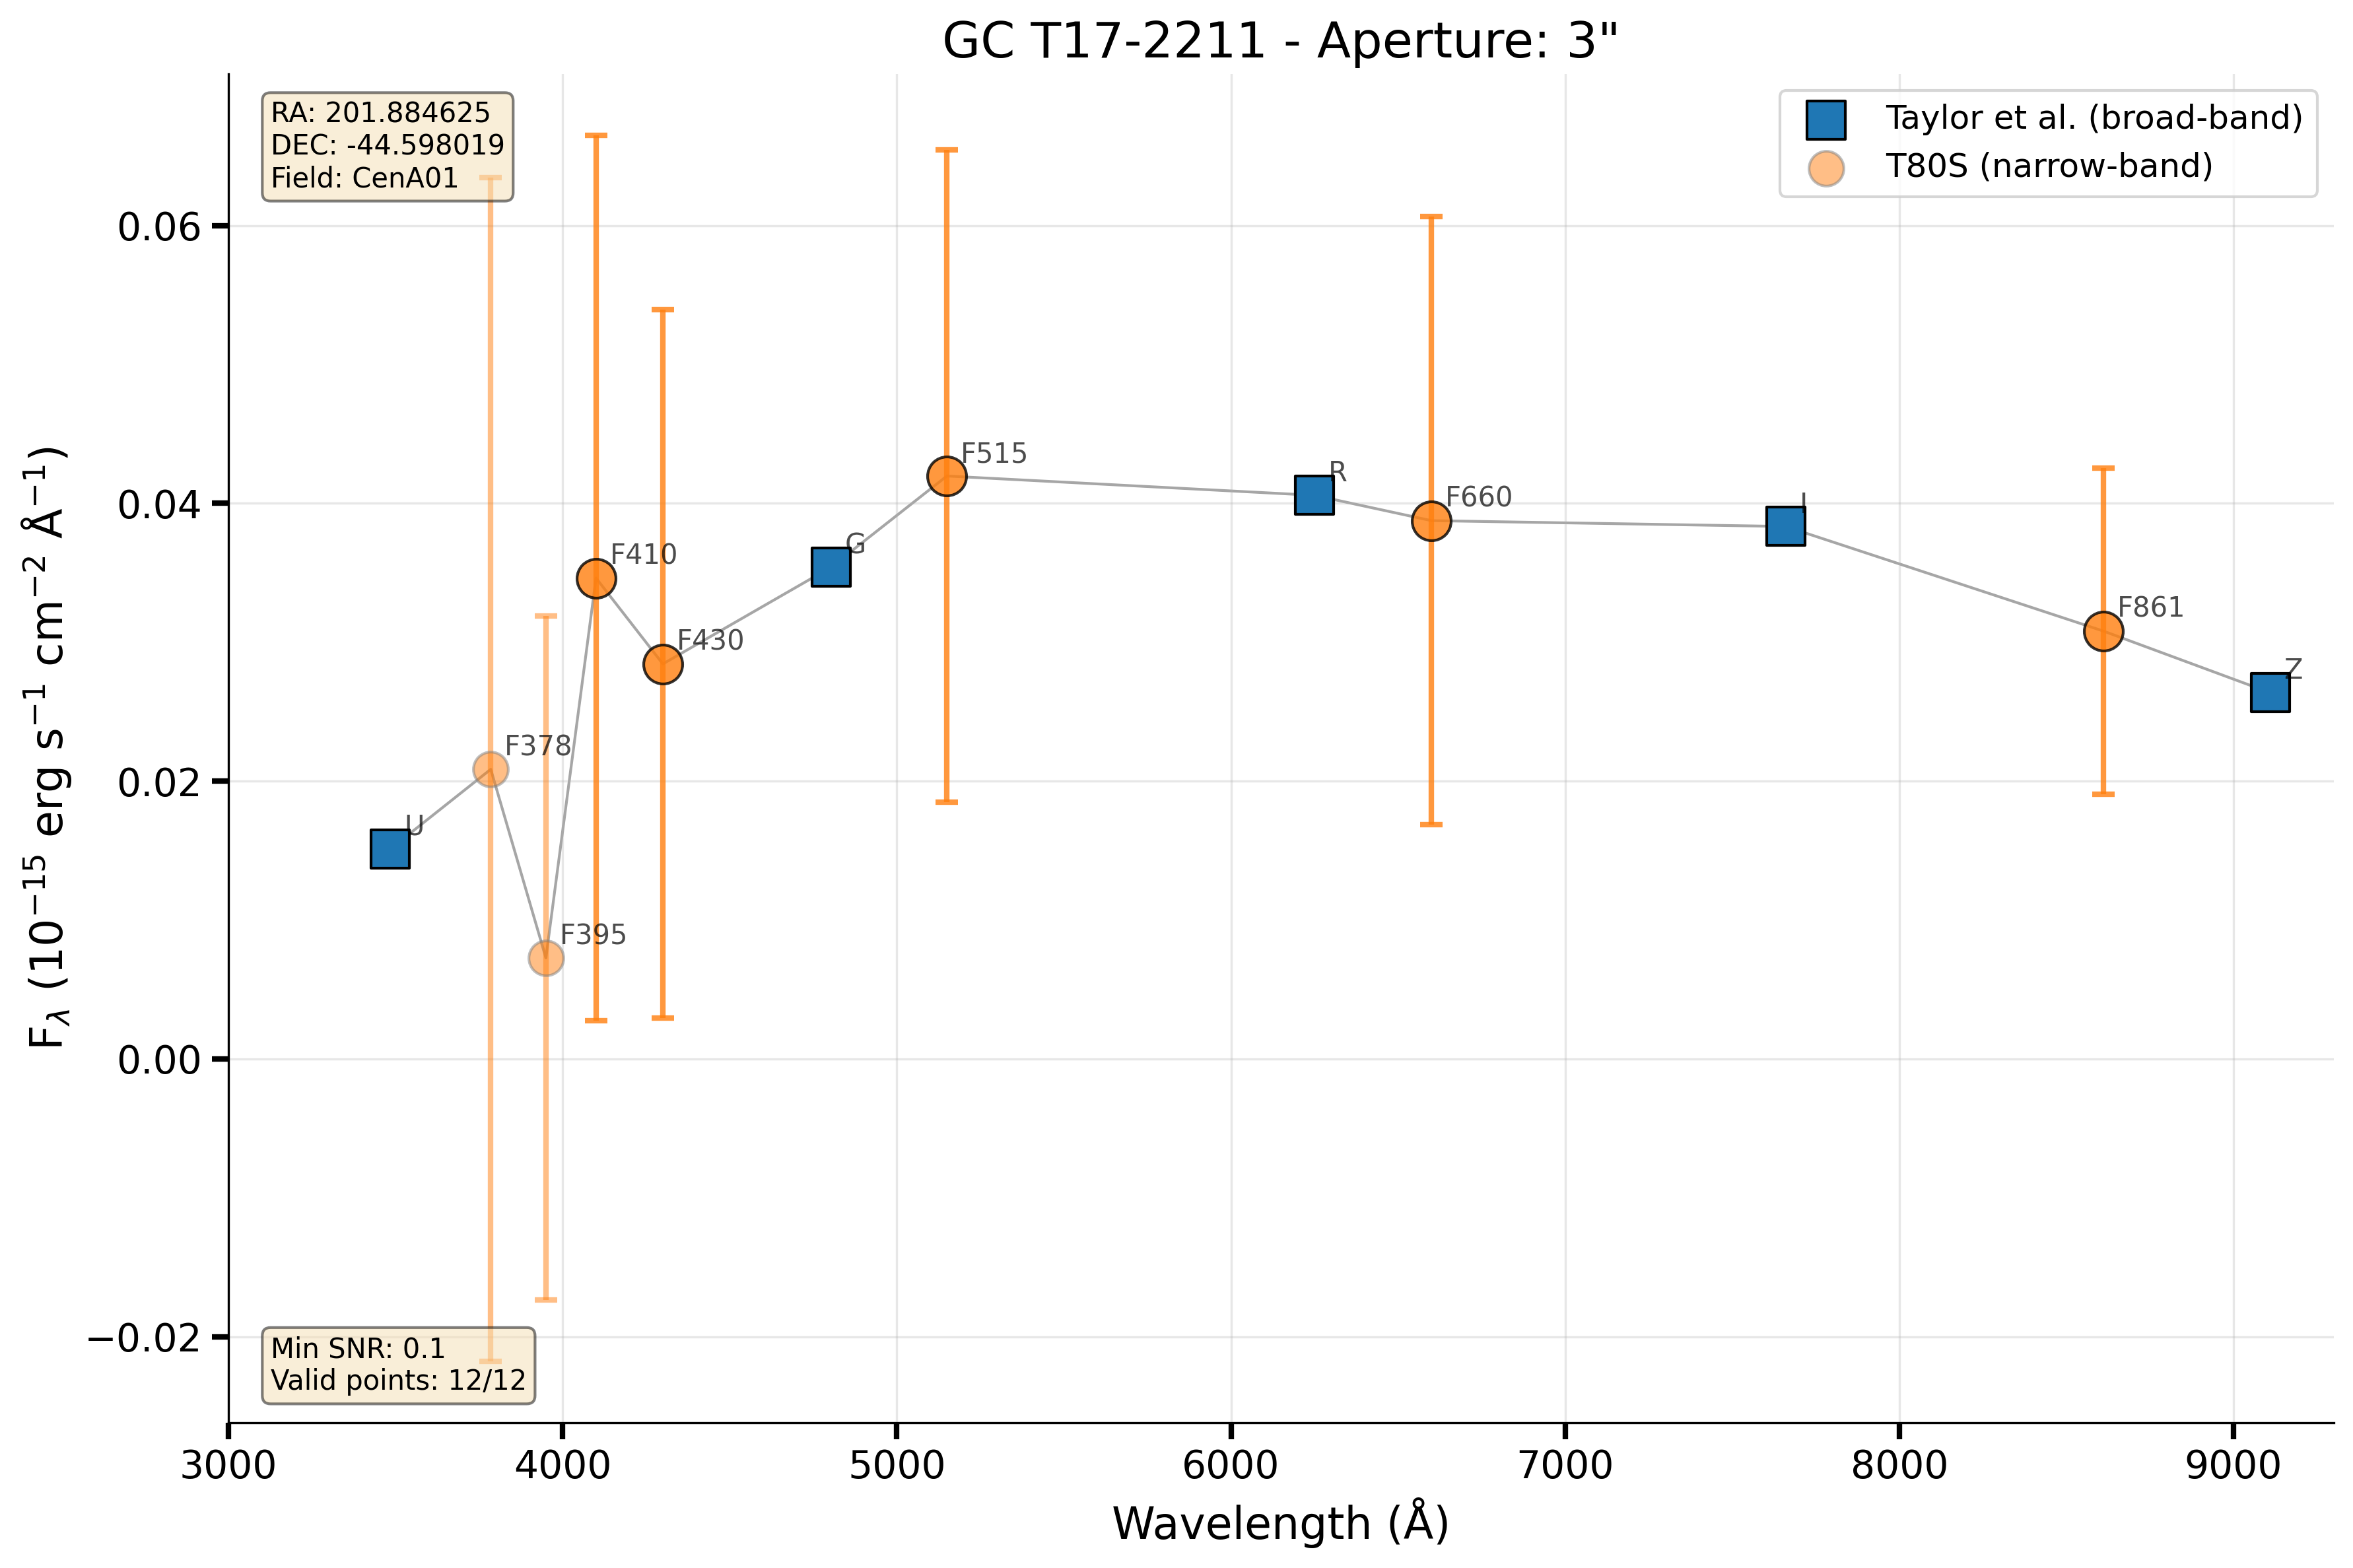 GC T17-2211 - Aperture: 3"
RA: 201.884625
DEC: -44.598019
Field: CenA01
Taylor et al. (broad-band)
T80S (narrow-band)
F515
R
F660
I
G
F410
F430
F861
Z
F378
U
F395
Min SNR: 0.1
Valid points: 12/12
0.06
0.04
0.02
0.00
−0.02
F_λ (10⁻¹⁵ erg s⁻¹ cm⁻² Å⁻¹)
3000 4000 5000 6000 7000 8000 9000
Wavelength (Å)